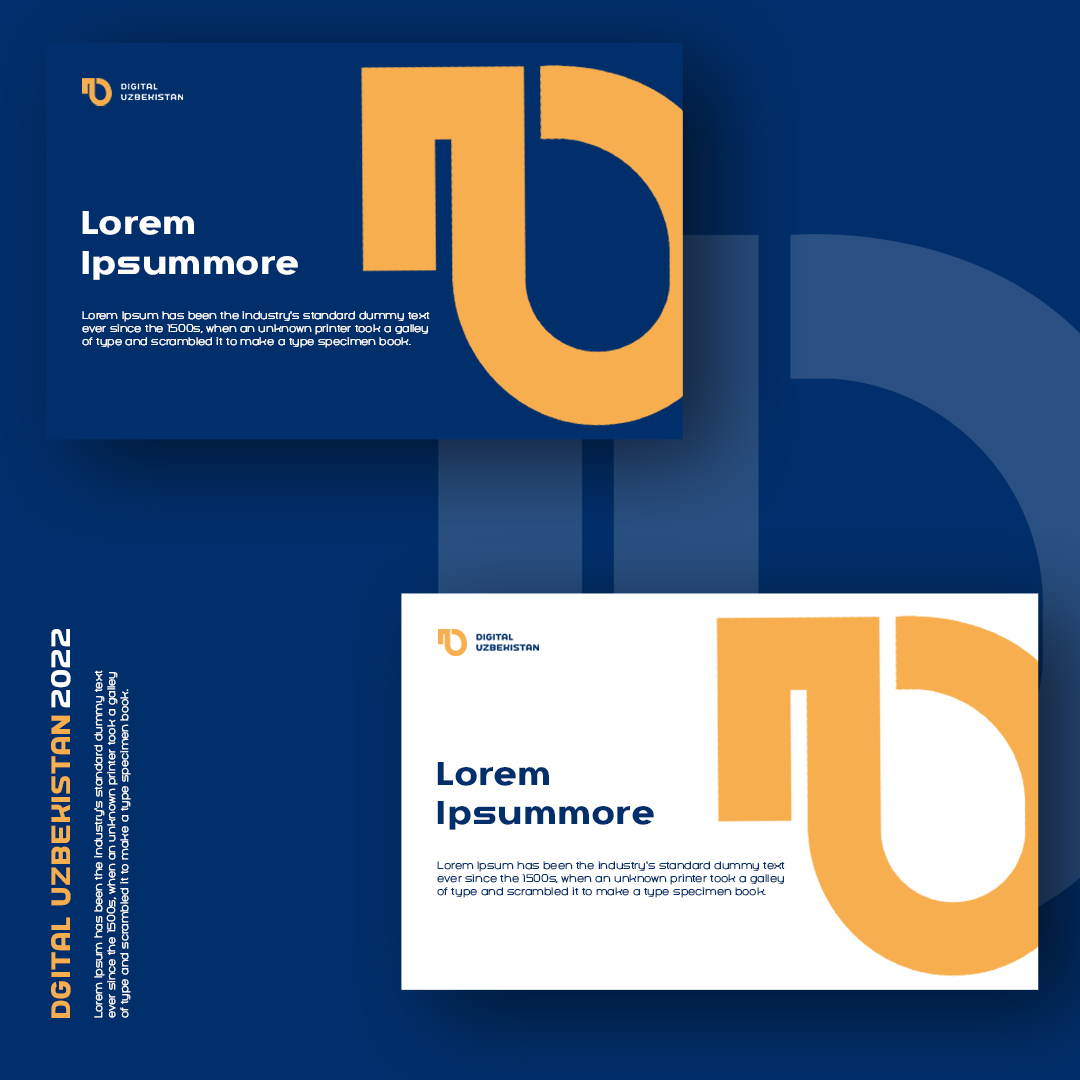 DIGITAL
UZBEKISTAN
Lorem
Ipsummore
Lorem Ipsum has been the industry's standard dummy text
ever since the 1500s, when an unknown printer took a galley
of type and scrambled it to make a type specimen book.
DIGITAL
UZBEKISTAN
Lorem
Ipsummore
Lorem Ipsum has been the industry's standard dummy text
ever since the 1500s, when an unknown printer took a galley
of type and scrambled it to make a type specimen book.
DGITAL UZBEKISTAN 2022
Lorem Ipsum has been the industry's standard dummy text
ever since the 1500s, when an unknown printer took a galley
of type and scrambled it to make a type specimen book.